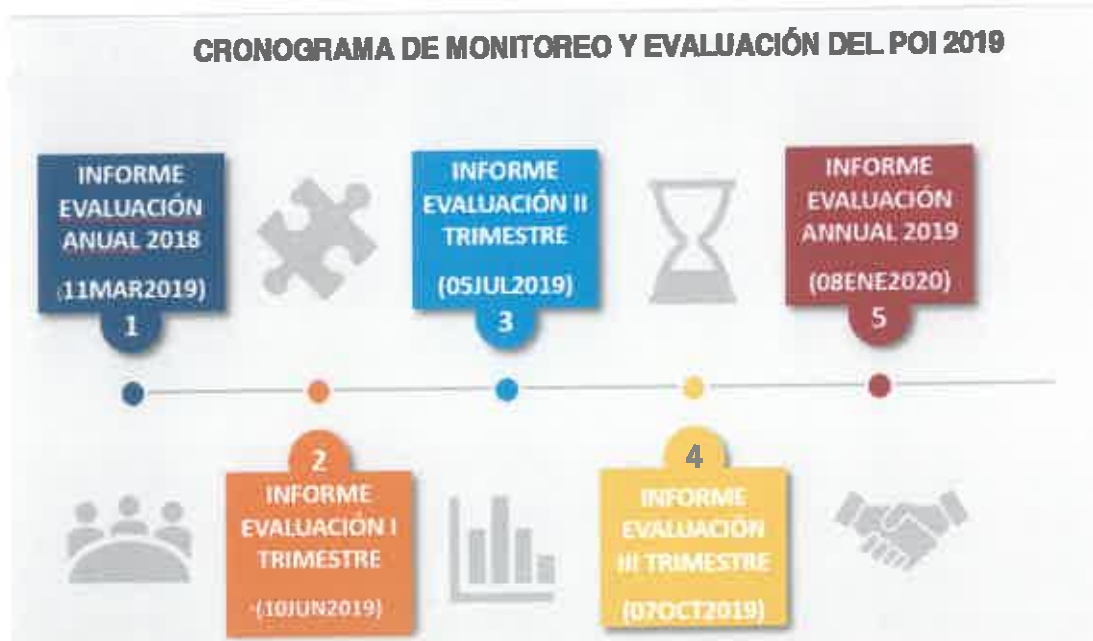 CRONOGRAMA DE MONITOREO Y EVALUACIÓN DEL POI 2019
INFORME
EVALUACIÓN
ANUAL 2018
(11MAR2019)
1
2
INFORME
EVALUACIÓN I
TRIMESTRE
(10JUN2019)
INFORME
EVALUACIÓN II
TRIMESTRE
(05JUL2019)
3
4
INFORME
EVALUACIÓN
III TRIMESTRE
(07OCT2019)
INFORME
EVALUACIÓN
ANNUAL 2019
(08ENE2020)
5